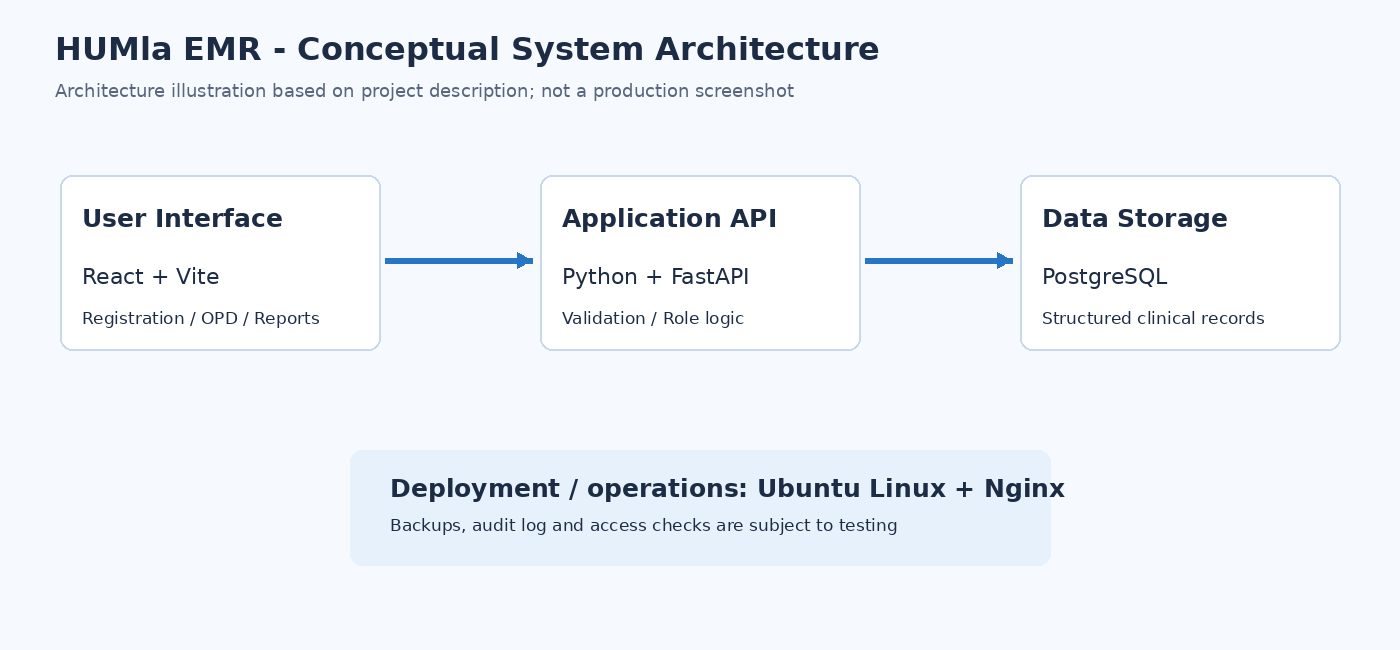 HUMla EMR - Conceptual System Architecture
Architecture illustration based on project description; not a production screenshot
User Interface
React + Vite
Registration / OPD / Reports
Application API
Python + FastAPI
Validation / Role logic
Data Storage
PostgreSQL
Structured clinical records
Deployment / operations: Ubuntu Linux + Nginx
Backups, audit log and access checks are subject to testing